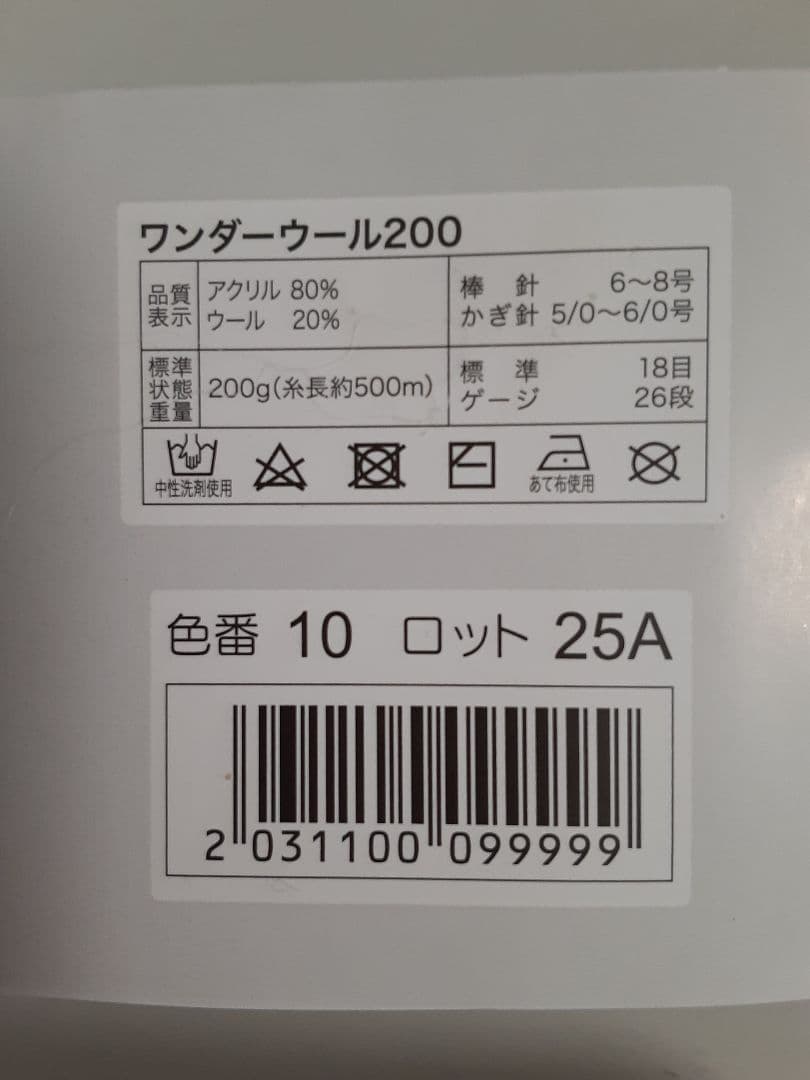 ワンダーウール200
品質表示
アクリル 80%
ウール 20%
棒針 6〜8号
かぎ針 5/0〜6/0号
標準状態重量
200g(糸長約500m)
標準ゲージ
18目
26段
中性洗剤使用
あて布使用
色番 10 ロット 25A
2 031100 099999